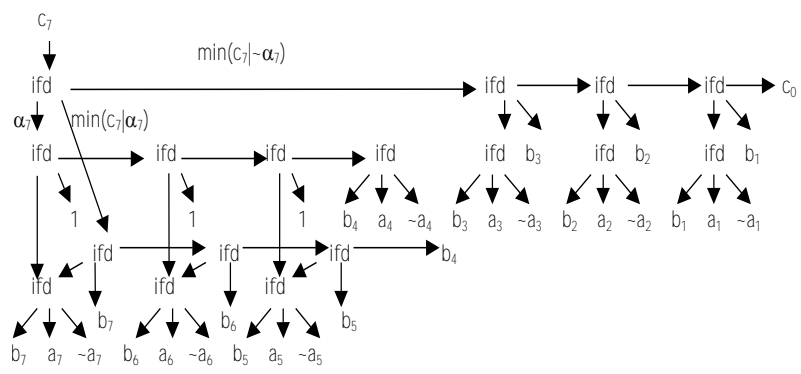 c₇
min(c₇|~α₇)
ifd ifd ifd ifd c₀
α₇ min(c₇|α₇)
ifd ifd ifd ifd ifd b₃ ifd b₂ ifd b₁
1 1 1 b₄ a₄ ~a₄ b₃ a₃ ~a₃ b₂ a₂ ~a₂ b₁ a₁ ~a₁
ifd ifd ifd b₄
ifd ifd ifd
b₇ b₆ b₅
b₇ a₇ ~a₇ b₆ a₆ ~a₆ b₅ a₅ ~a₅